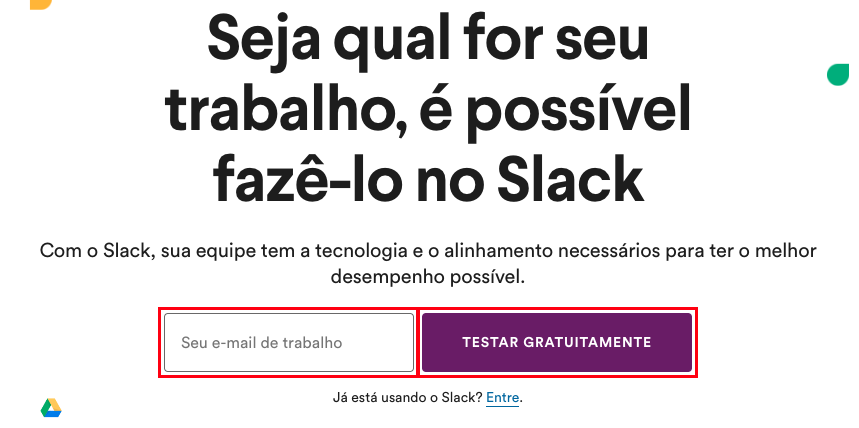 Seja qual for seu
trabalho, é possível
fazê-lo no Slack
Com o Slack, sua equipe tem a tecnologia e o alinhamento necessários para ter o melhor
desempenho possível.
Seu e-mail de trabalho
TESTAR GRATUITAMENTE
Já está usando o Slack? Entre.